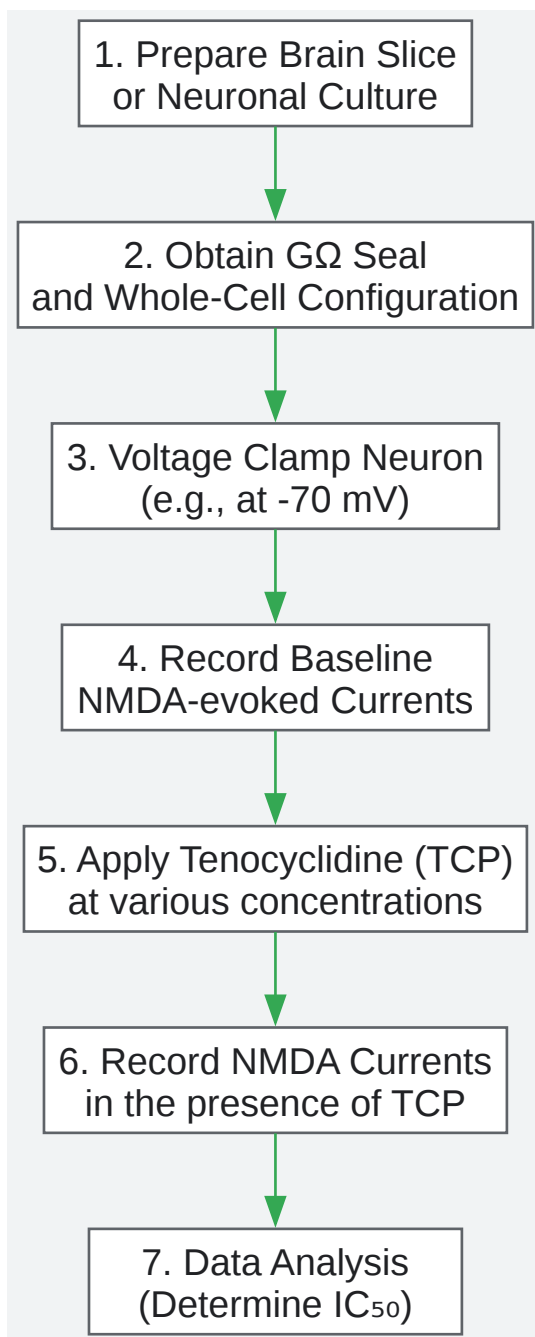 1. Prepare Brain Slice
or Neuronal Culture
2. Obtain GΩ Seal
and Whole-Cell Configuration
3. Voltage Clamp Neuron
(e.g., at -70 mV)
4. Record Baseline
NMDA-evoked Currents
5. Apply Tenocyclidine (TCP)
at various concentrations
6. Record NMDA Currents
in the presence of TCP
7. Data Analysis
(Determine IC₅₀)